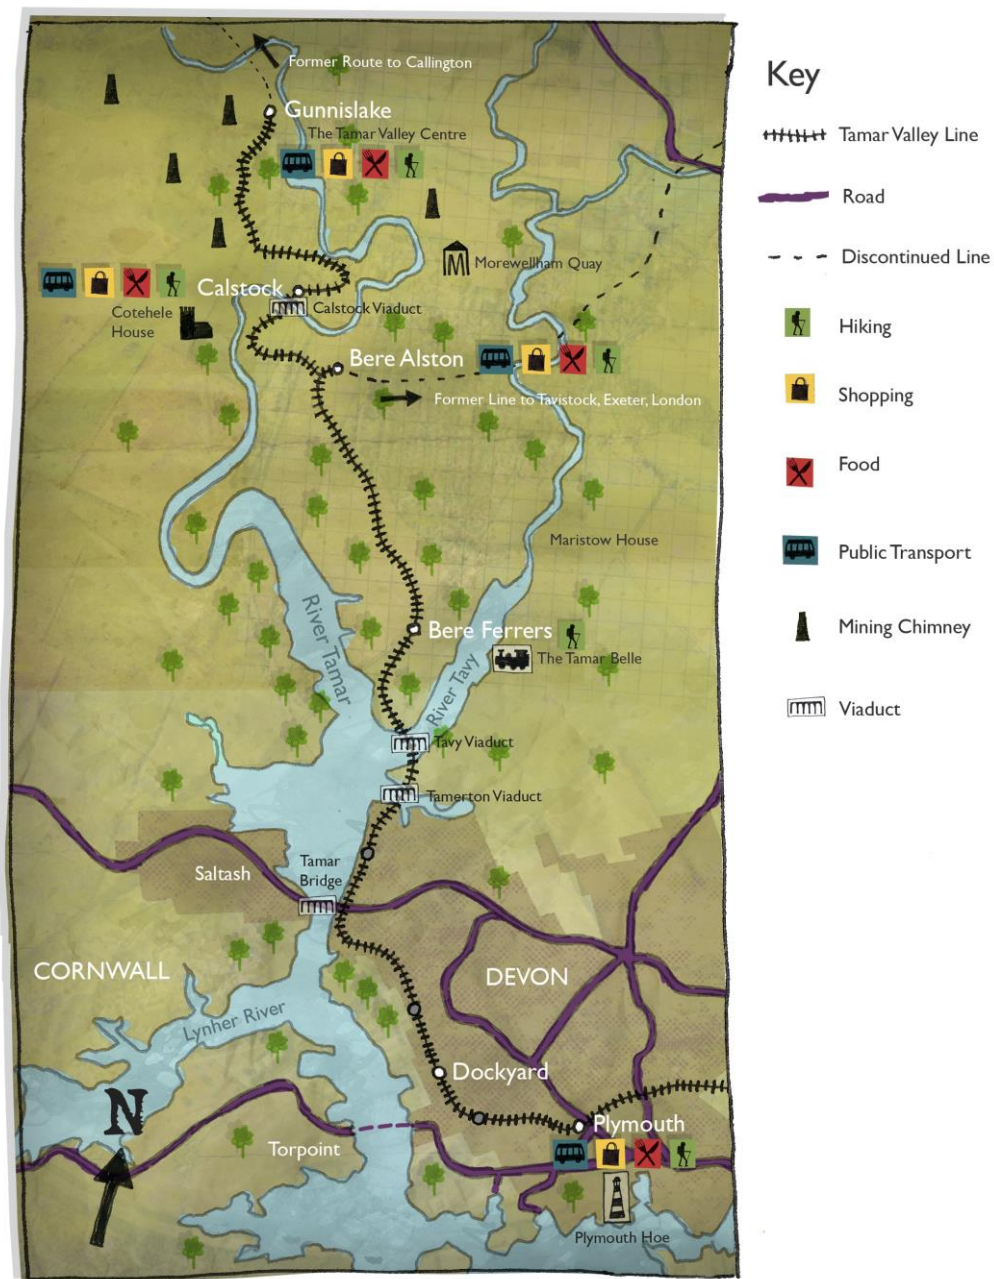 Former Route to Callington
Gunnislake
The Tamar Valley Centre
Morewellham Quay
Calstock
Calstock Viaduct
Cotehele
House
Bere Alston
Former Line to Tavistock, Exeter, London
Maristow House
River Tamar
Bere Ferrers
The Tamar Belle
River Tavy
Tavy Viaduct
Tamerton Viaduct
Tamar
Bridge
Saltash
CORNWALL
DEVON
Lynher River
Dockyard
N
Plymouth
Torpoint
Plymouth Hoe
Key
Tamar Valley Line
Road
Discontinued Line
Hiking
Shopping
Food
Public Transport
Mining Chimney
Viaduct